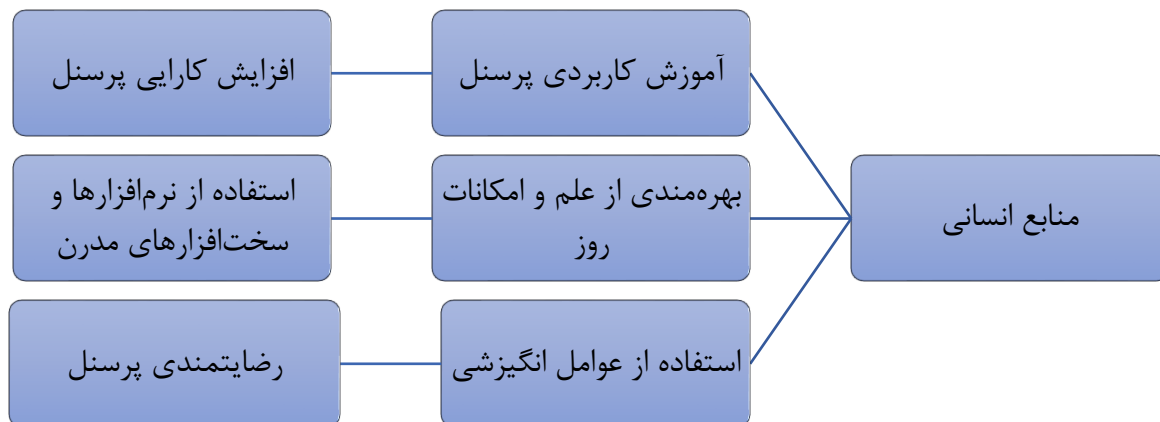 منابع انسانی
آموزش کاربردی پرسنل
افزایش کارایی پرسنل
بهره‌مندی از علم و امکانات
روز
استفاده از نرم‌افزارها و
سخت‌افزارهای مدرن
استفاده از عوامل انگیزشی
رضایتمندی پرسنل